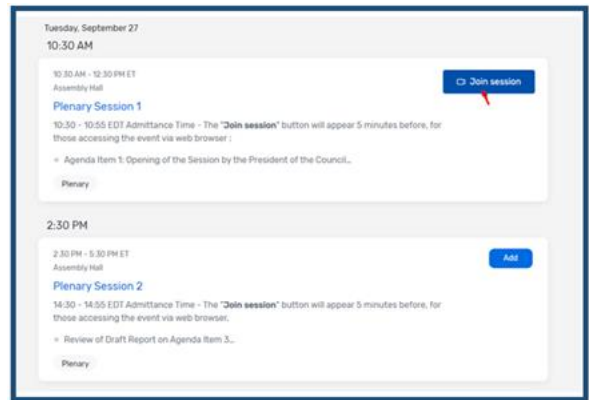 Tuesday, September 27
10:30 AM
10:30 AM - 12:30 PM ET
Assembly Hall
Join session
Plenary Session 1
10:30 - 10:55 EDT Admittance Time - The "Join session" button will appear 5 minutes before, for
those accessing the event via web browser :
Agenda Item 1: Opening of the Session by the President of the Council...
Plenary
2:30 PM
2:30 PM - 5:30 PM ET
Assembly Hall
Add
Plenary Session 2
14:30 - 14:55 EDT Admittance Time - The "Join session" button will appear 5 minutes before, for
those accessing the event via web browser.
Review of Draft Report on Agenda Item 3...
Plenary